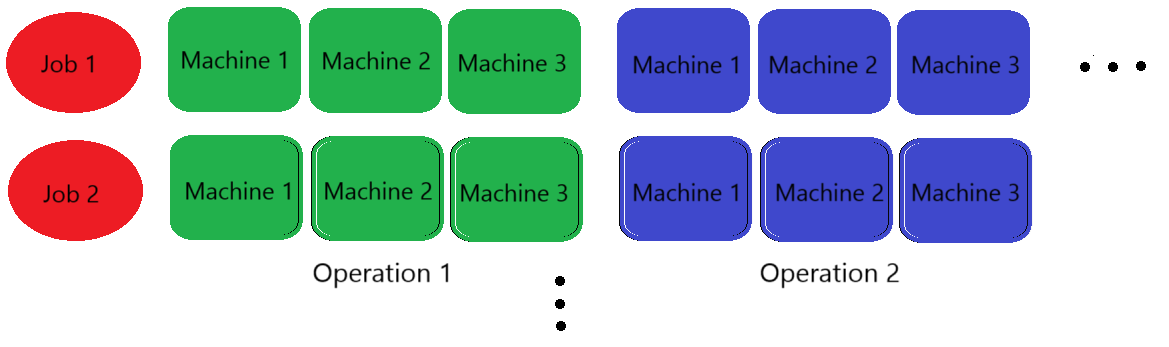 Job 1 Machine 1 Machine 2 Machine 3 Machine 1 Machine 2 Machine 3
Job 2 Machine 1 Machine 2 Machine 3 Machine 1 Machine 2 Machine 3
Operation 1 Operation 2